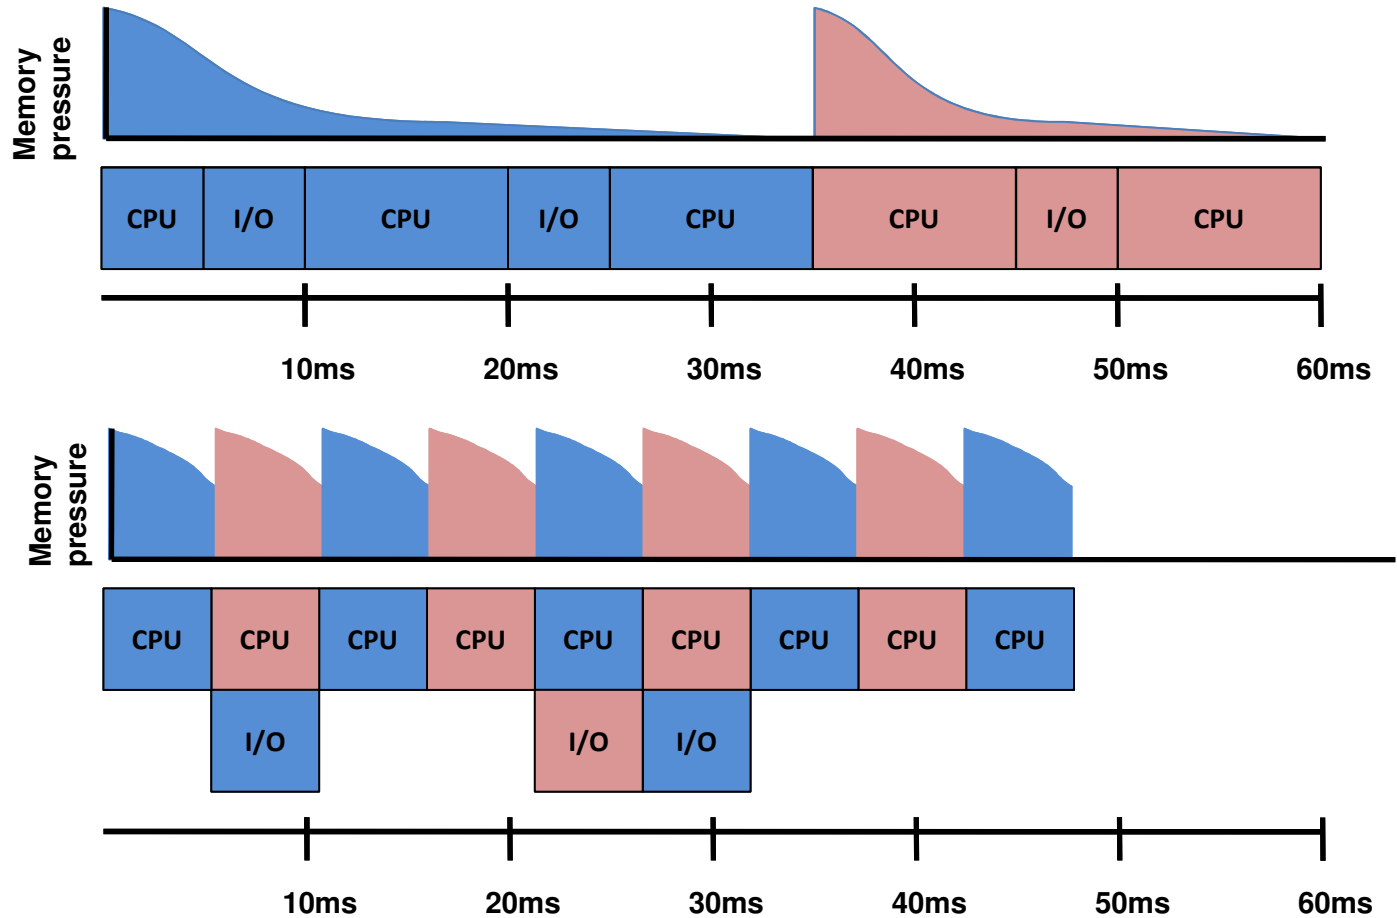 Memory
pressure
CPU I/O CPU I/O CPU CPU I/O CPU
10ms 20ms 30ms 40ms 50ms 60ms
Memory
pressure
CPU CPU CPU CPU CPU CPU CPU CPU CPU
I/O I/O I/O
10ms 20ms 30ms 40ms 50ms 60ms